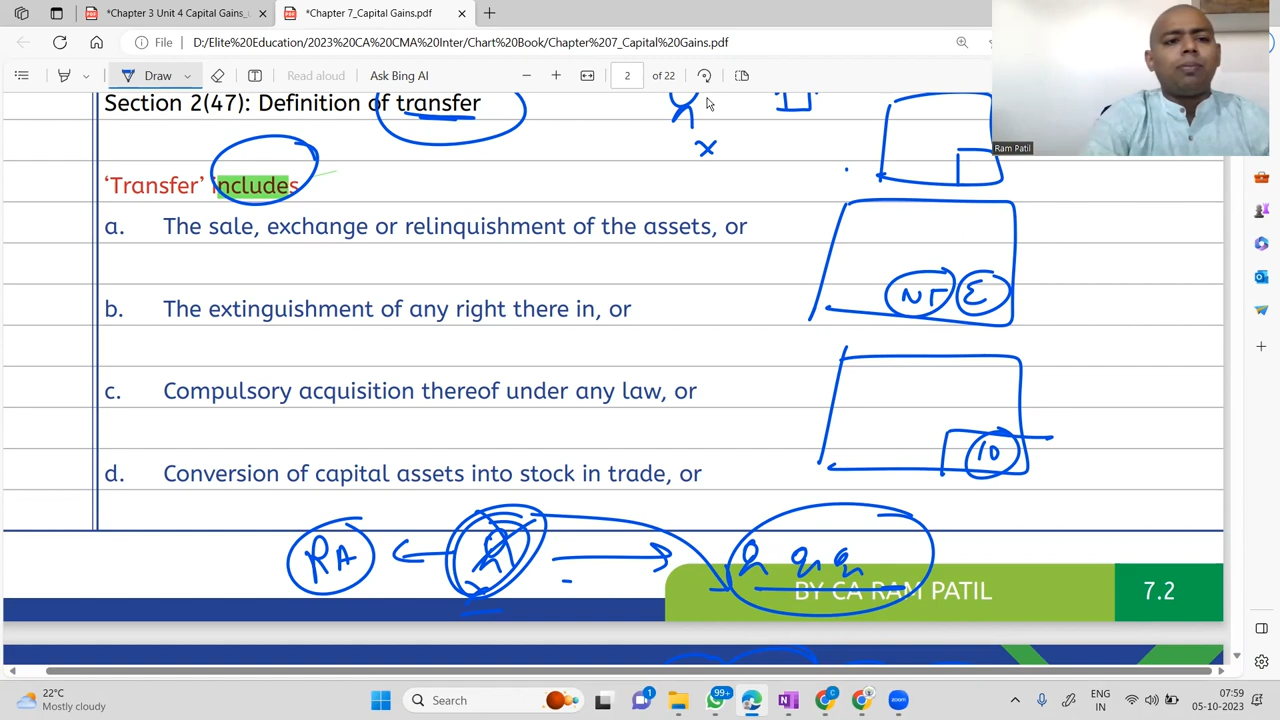 *Chapter 3 Unit 4 Capital Gains_
*Chapter 7_Capital Gains.pdf
File D:/Elite%20Education/2023%20CA%20CMA%20Inter/Chart%20Book/Chapter%207_Capital%20Gains.pdf
Draw Read aloud Ask Bing AI 2 of 22
Ram Patil
Section 2(47): Definition of transfer
x
'Transfer' includes
a. The sale, exchange or relinquishment of the assets, or
b. The extinguishment of any right there in, or
c. Compulsory acquisition thereof under any law, or
10
d. Conversion of capital assets into stock in trade, or
RA
BY CA RAM PATIL 7.2
22°C
Mostly cloudy
Search
1
99+
zoom
ENG
IN
07:59
05-10-2023